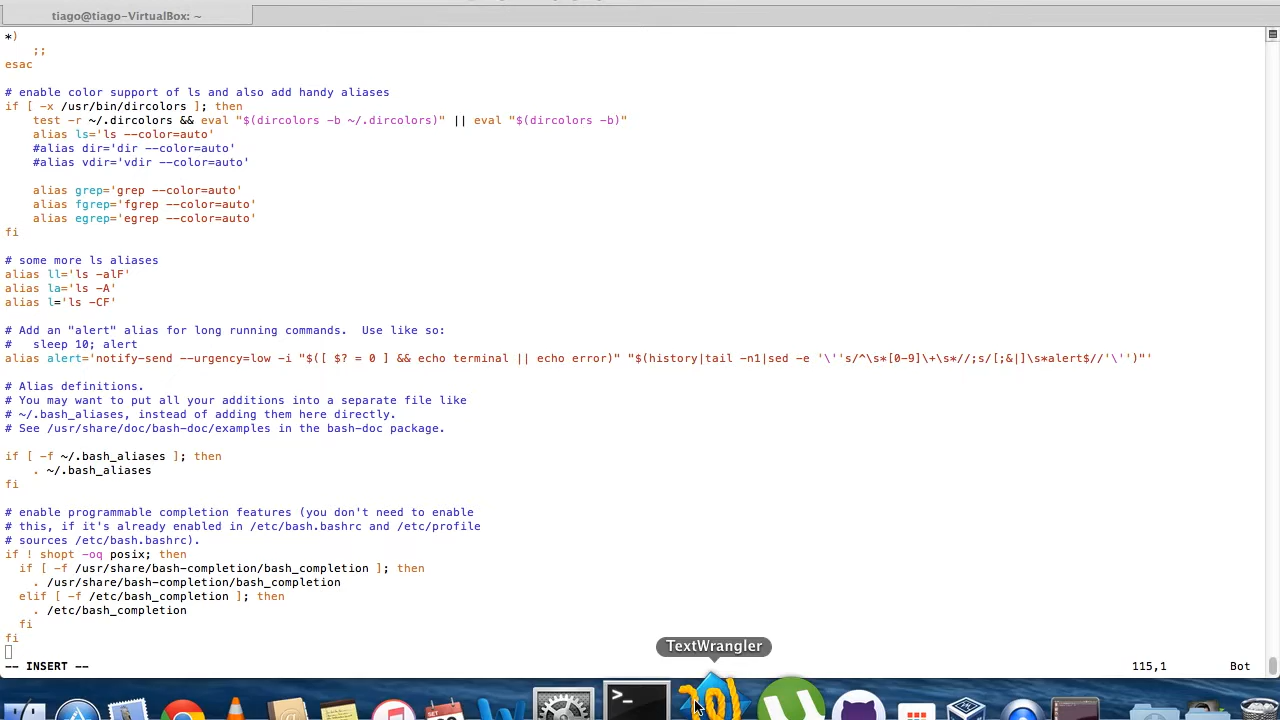 tiago@tiago-VirtualBox: ~
*)
    ;;
esac
# enable color support of ls and also add handy aliases
if [ -x /usr/bin/dircolors ]; then
    test -r ~/.dircolors && eval "$(dircolors -b ~/.dircolors)" || eval "$(dircolors -b)"
    alias ls='ls --color=auto'
    #alias dir='dir --color=auto'
    #alias vdir='vdir --color=auto'
    alias grep='grep --color=auto'
    alias fgrep='fgrep --color=auto'
    alias egrep='egrep --color=auto'
fi
# some more ls aliases
alias ll='ls -alF'
alias la='ls -A'
alias l='ls -CF'
# Add an "alert" alias for long running commands.  Use like so:
#   sleep 10; alert
alias alert='notify-send --urgency=low -i "$([ $? = 0 ] && echo terminal || echo error)" "$(history|tail -n1|sed -e '\''s/^\s*[0-9]\+\s*//;s/[;&|]\s*alert$//'\'')"'
# Alias definitions.
# You may want to put all your additions into a separate file like
# ~/.bash_aliases, instead of adding them here directly.
# See /usr/share/doc/bash-doc/examples in the bash-doc package.
if [ -f ~/.bash_aliases ]; then
    . ~/.bash_aliases
fi
# enable programmable completion features (you don't need to enable
# this, if it's already enabled in /etc/bash.bashrc and /etc/profile
# sources /etc/bash.bashrc).
if ! shopt -oq posix; then
  if [ -f /usr/share/bash-completion/bash_completion ]; then
    . /usr/share/bash-completion/bash_completion
  elif [ -f /etc/bash_completion ]; then
    . /etc/bash_completion
  fi
fi
TextWrangler
-- INSERT -- 115,1 Bot
>_